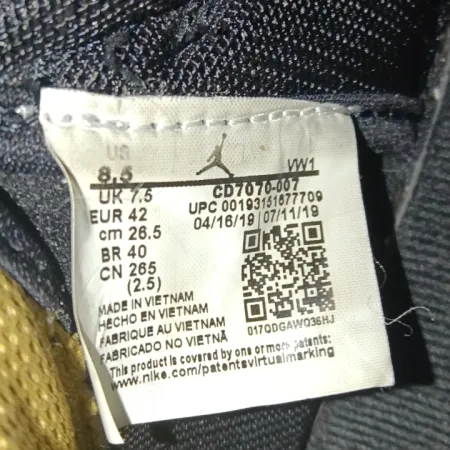 US
8.5
VW1
UK 7.5
CD7070-007
EUR 42
UPC 00193151677709
cm 26.5
04/16/19 07/11/19
BR 40
CN 265
(2.5)
MADE IN VIETNAM
HECHO EN VIETNAM
FABRIQUE AU VIETNAM
FABRICADO NO VIETNÃ
017QDGAWQ36HJ
This product is covered by one or more patents:
www.nike.com/patentsvirtualmarking